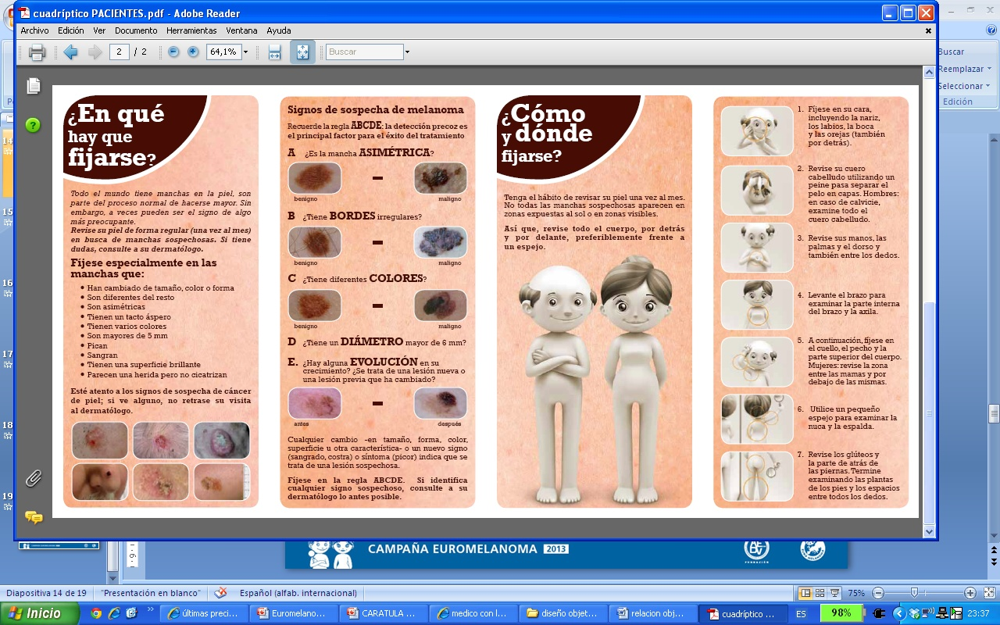 cuadríptico PACIENTES.pdf - Adobe Reader
Archivo Edición Ver Documento Herramientas Ventana Ayuda
2 / 2 64,1% Buscar
Buscar
Reemplazar
Seleccionar
Edición
14
15
16
17
18
19
¿En qué
hay que
fijarse?
Todo el mundo tiene manchas en la piel, son
parte del proceso normal de hacerse mayor. Sin
embargo, a veces pueden ser el signo de algo
más preocupante.
Revise su piel de forma regular (una vez al mes)
en busca de manchas sospechosas. Si tiene
dudas, consulte a su dermatólogo.
Fíjese especialmente en las
manchas que:
• Han cambiado de tamaño, color o forma
• Son diferentes del resto
• Son asimétricas
• Tienen un tacto áspero
• Tienen varios colores
• Son mayores de 5 mm
• Pican
• Sangran
• Tienen una superficie brillante
• Parecen una herida pero no cicatrizan
Esté atento a los signos de sospecha de cáncer
de piel; si ve alguno, no retrase su visita
al dermatólogo.
Signos de sospecha de melanoma
Recuerde la regla ABCDE: la detección precoz es
el principal factor para el éxito del tratamiento
A ¿Es la mancha ASIMÉTRICA?
benigno maligno
B ¿Tiene BORDES irregulares?
benigno maligno
C ¿Tiene diferentes COLORES?
benigno maligno
D ¿Tiene un DIÁMETRO mayor de 6 mm?
E. ¿Hay alguna EVOLUCIÓN en su
crecimiento? ¿Se trata de una lesión nueva o
una lesión previa que ha cambiado?
antes después
Cualquier cambio -en tamaño, forma, color,
superficie u otra característica- o un nuevo signo
(sangrado, costra) o síntoma (picor) indica que se
trata de una lesión sospechosa.
Fíjese en la regla ABCDE. Si identifica
cualquier signo sospechoso, consulte a su
dermatólogo lo antes posible.
¿Cómo
y dónde
fijarse?
Tenga el hábito de revisar su piel una vez al mes.
No todas las manchas sospechosas aparecen en
zonas expuestas al sol o en zonas visibles.
Así que, revise todo el cuerpo, por detrás
y por delante, preferiblemente frente a
un espejo.
1. Fíjese en su cara,
incluyendo la nariz,
los labios, la boca
y las orejas (también
por detrás).
2. Revise su cuero
cabelludo utilizando un
peine pasa separar el
pelo en capas. Hombres:
en caso de calvicie,
examine todo el
cuero cabelludo.
3. Revise sus manos, las
palmas y el dorso y
también entre los dedos.
4. Levante el brazo para
examinar la parte interna
del brazo y la axila.
5. A continuación, fíjese en
el cuello, el pecho y la
parte superior del cuerpo.
Mujeres: revise la zona
entre las mamas y por
debajo de las mismas.
6. Utilice un pequeño
espejo para examinar la
nuca y la espalda.
7. Revise los glúteos y
la parte de atrás de
las piernas. Termine
examinando las plantas
de los pies y los espacios
entre todos los dedos.
CAMPAÑA EUROMELANOMA 2013
Diapositiva 14 de 19 "Presentación en blanco" Español (alfab. internacional) 75%
Inicio últimas preci... Euromelano... CARATULA ... medico con l... diseño objet... relacion obj... cuadríptico ... ES 98% 23:37